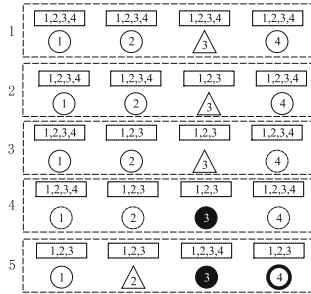 1,2,3,4 1,2,3,4 1,2,3,4 1,2,3,4
1 1 2 3 4
1,2,3,4 1,2,3,4 1,2,3 1,2,3,4
2 1 2 3 4
1,2,3,4 1,2,3 1,2,3 1,2,3,4
3 1 2 3 4
1,2,3,4 1,2,3 1,2,3 1,2,3,4
4 1 2 3 4
1,2,3 1,2,3 1,2,3,4 1,2,3
5 1 2 3 4